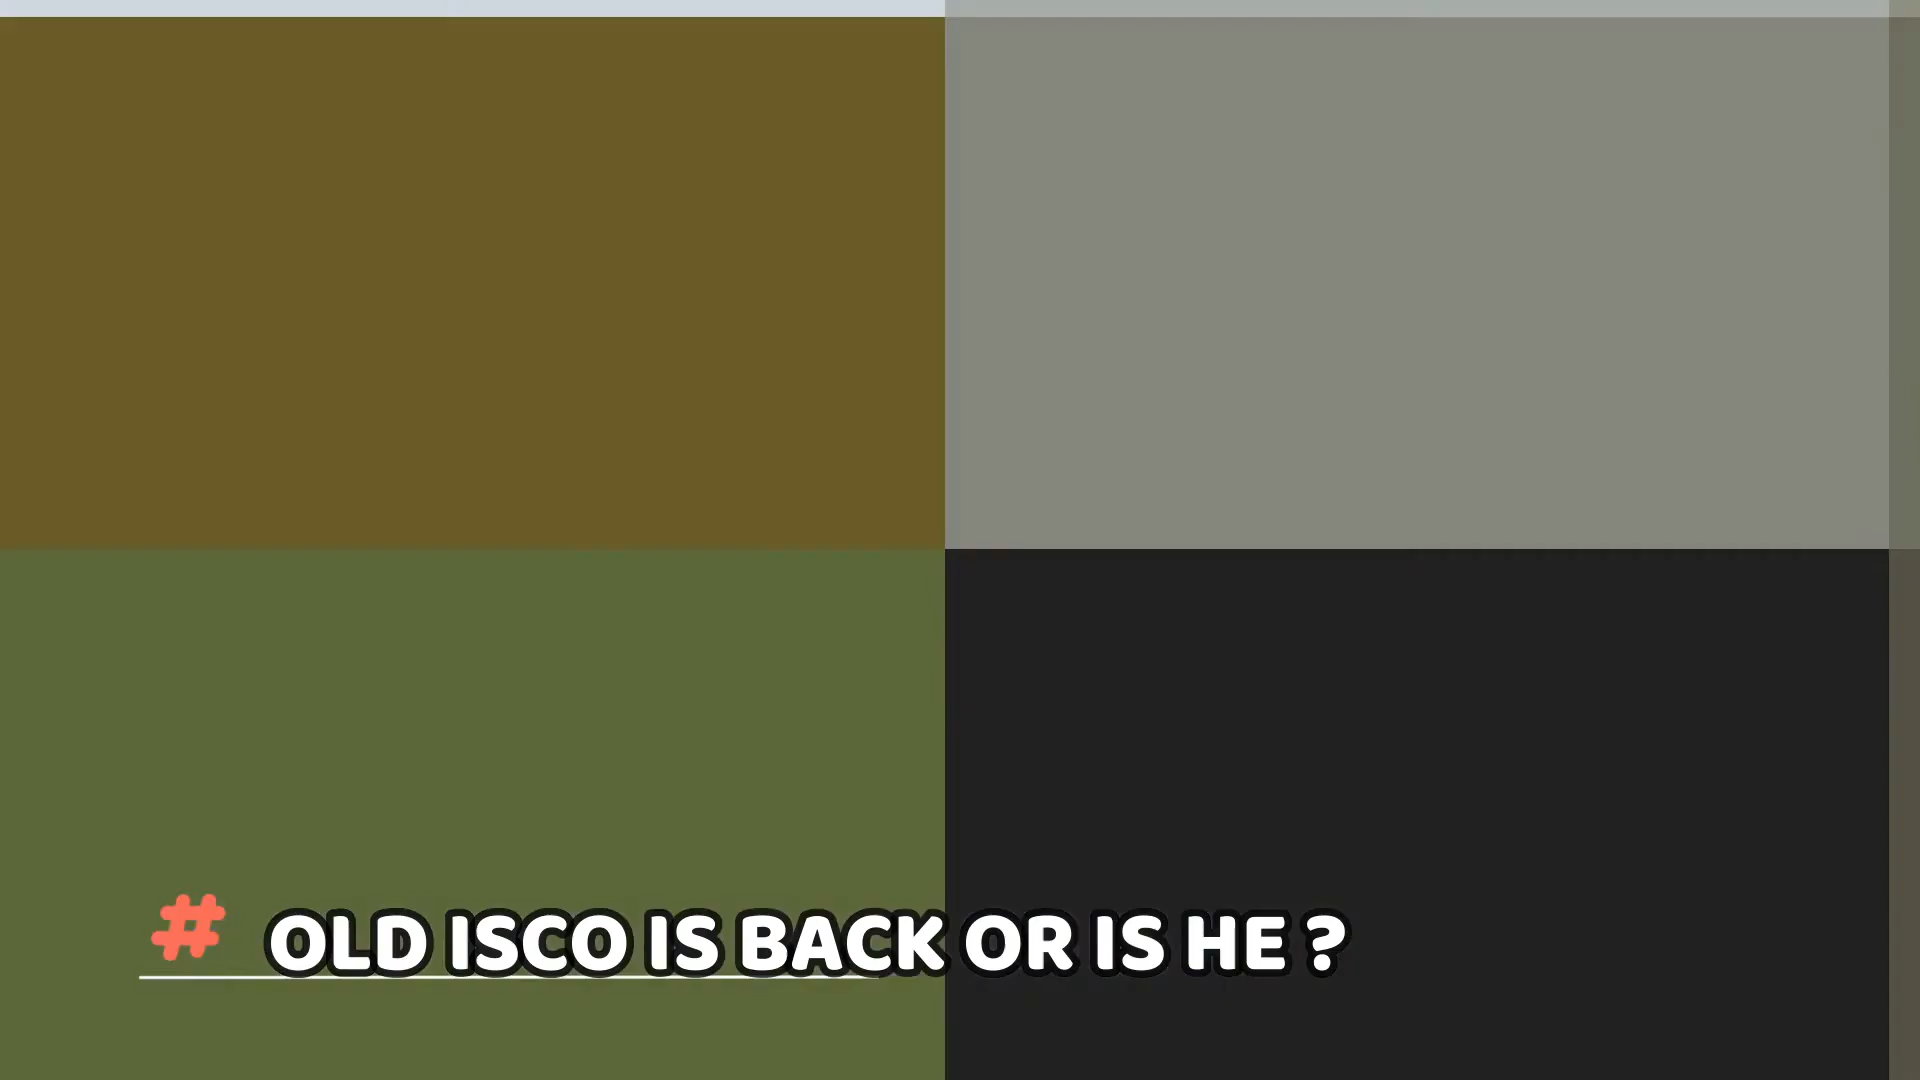 # OLD ISCO IS BACK OR IS HE ?